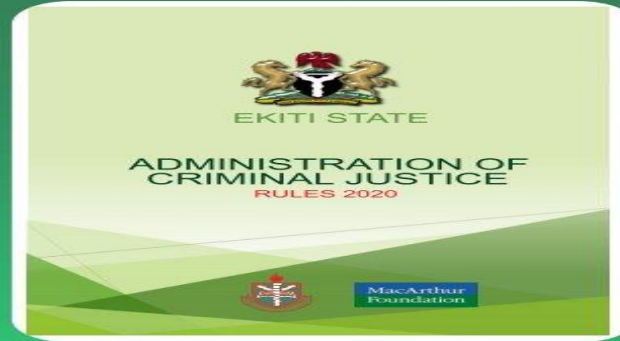 EKITI STATE
ADMINISTRATION OF
CRIMINAL JUSTICE
RULES 2020
MacArthur
Foundation